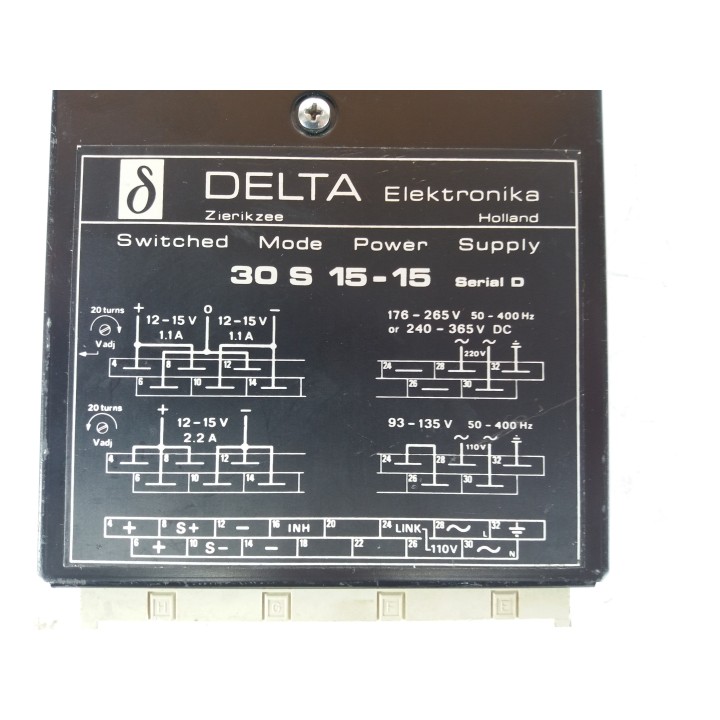 δ DELTA Elektronika
Zierikzee Holland
Switched Mode Power Supply
30 S 15-15 Serial D
20 turns
Vadj
+ 0 -
12-15 V 12-15 V
1.1 A 1.1 A
4 8 12
6 10 14
176-265 V 50-400 Hz
or 240-365 V DC
~ ~
220V
24 28 32
26 30
20 turns
Vadj
+ -
12-15 V
2.2 A
4 8 12
6 10 14
93-135 V 50-400 Hz
~ ~
110V
24 28 32
26 30
4 + 8 S+ 12 - 16 INH 20 24 LINK 28 ~ L 32
6 + 10 S- 14 - 18 22 26 110V 30 ~ N
H G F E